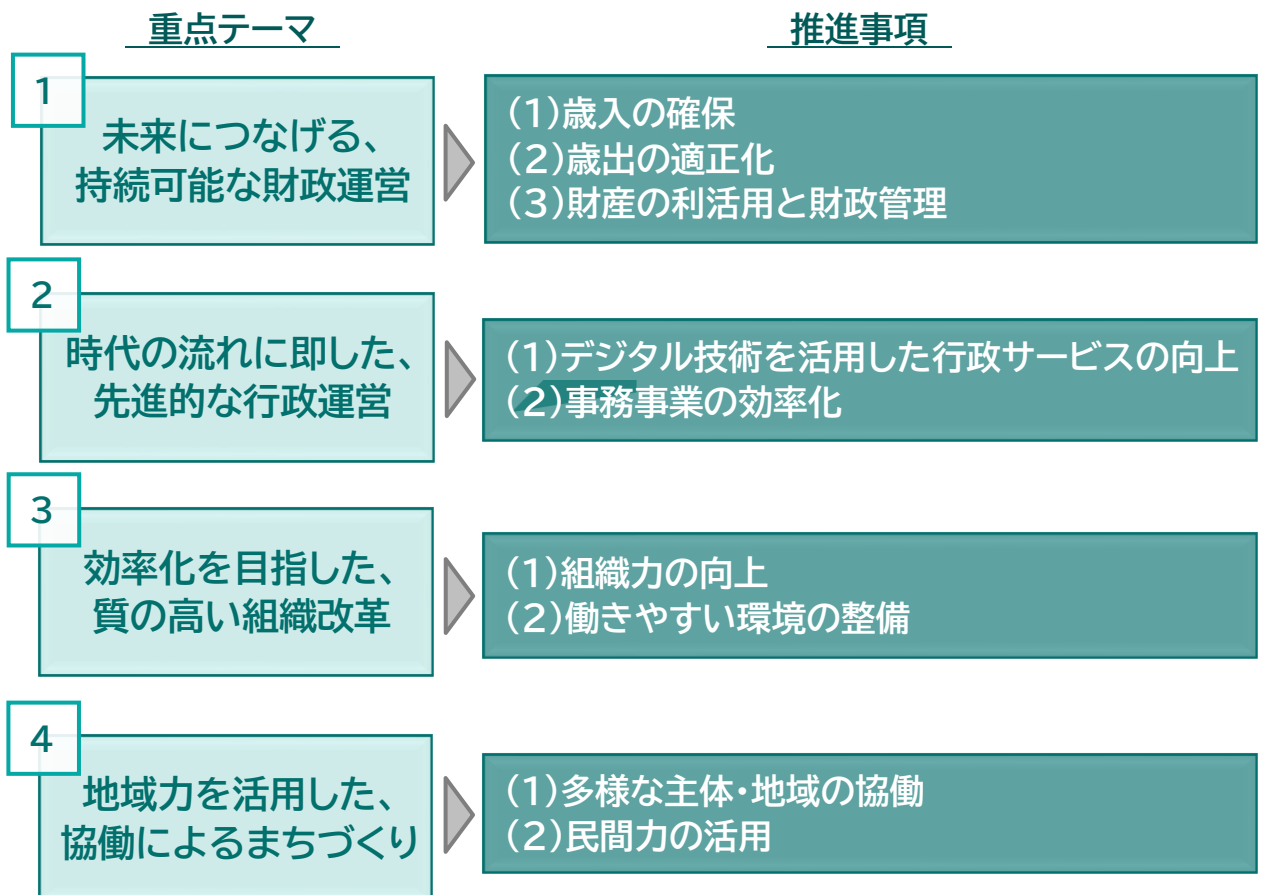 重点テーマ
推進事項
1
未来につなげる、
持続可能な財政運営
(1)歳入の確保
(2)歳出の適正化
(3)財産の利活用と財政管理
2
時代の流れに即した、
先進的な行政運営
(1)デジタル技術を活用した行政サービスの向上
(2)事務事業の効率化
3
効率化を目指した、
質の高い組織改革
(1)組織力の向上
(2)働きやすい環境の整備
4
地域力を活用した、
協働によるまちづくり
(1)多様な主体・地域の協働
(2)民間力の活用